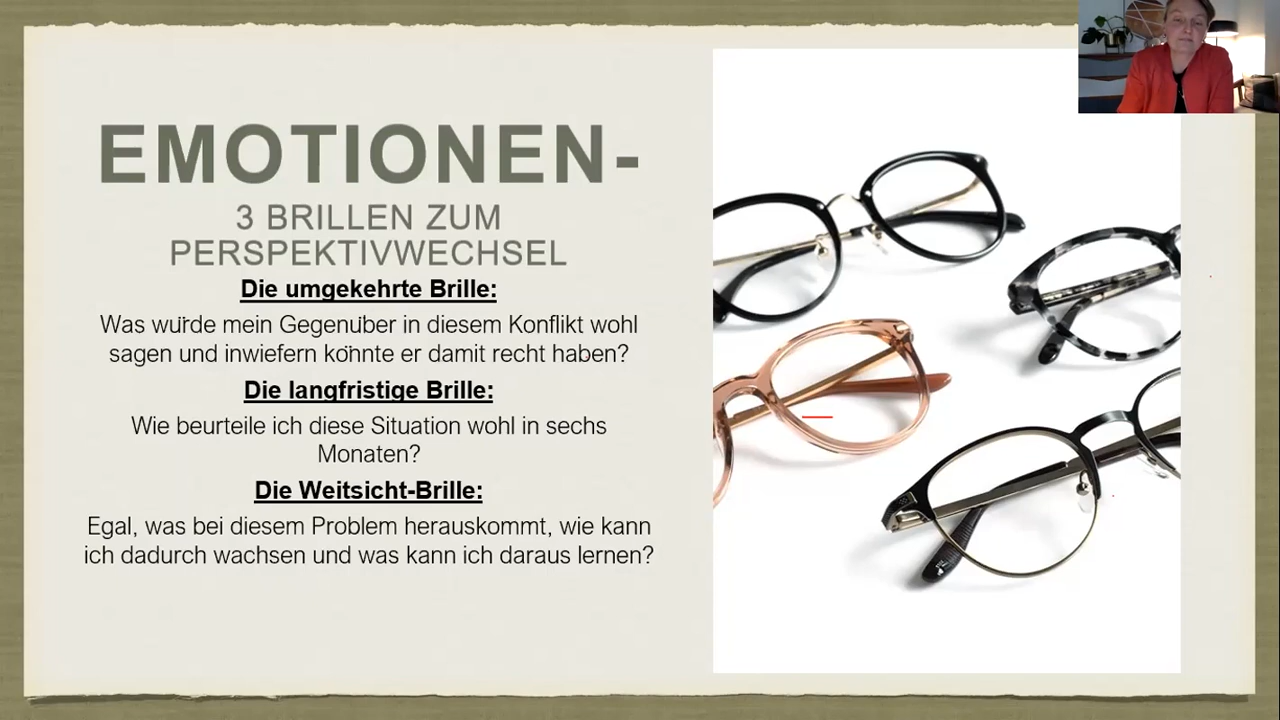 EMOTIONEN-
3 BRILLEN ZUM
PERSPEKTIVWECHSEL
Die umgekehrte Brille:
Was würde mein Gegenüber in diesem Konflikt wohl
sagen und inwiefern könnte er damit recht haben?
Die langfristige Brille:
Wie beurteile ich diese Situation wohl in sechs
Monaten?
Die Weitsicht-Brille:
Egal, was bei diesem Problem herauskommt, wie kann
ich dadurch wachsen und was kann ich daraus lernen?